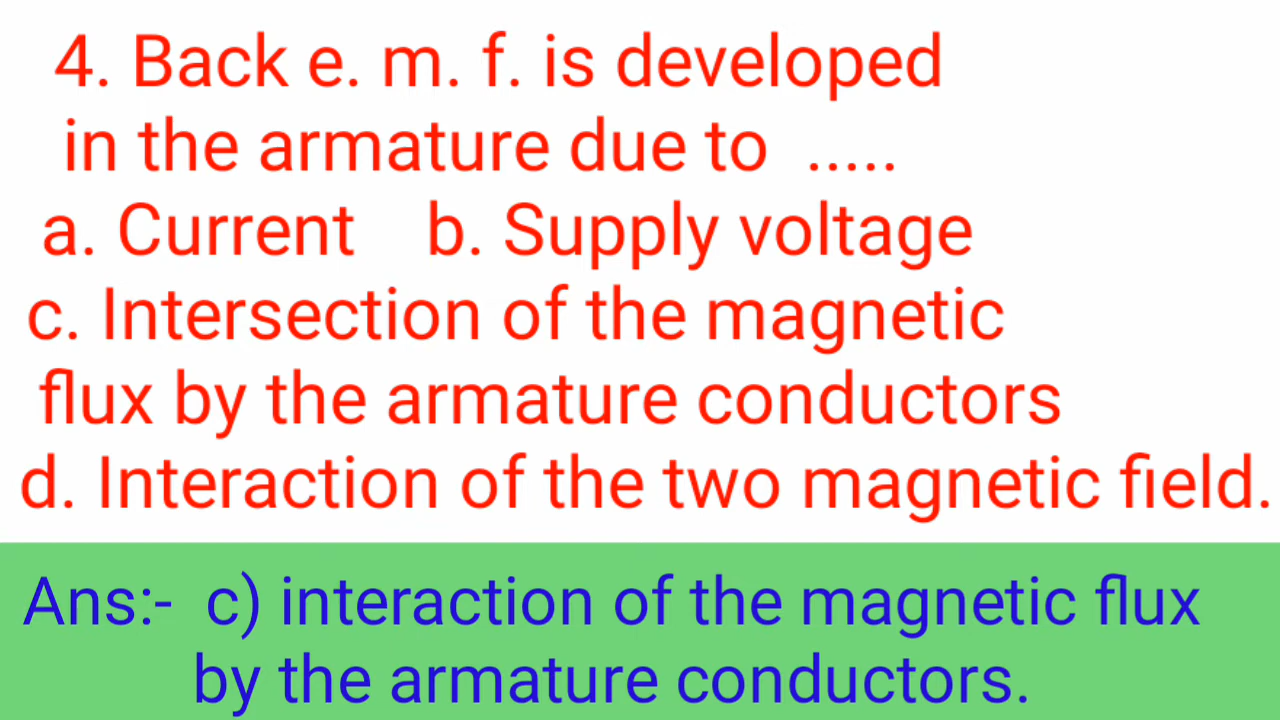 4. Back e. m. f. is developed
in the armature due to .....
a. Current b. Supply voltage
c. Intersection of the magnetic
flux by the armature conductors
d. Interaction of the two magnetic field.
Ans:- c) interaction of the magnetic flux
by the armature conductors.